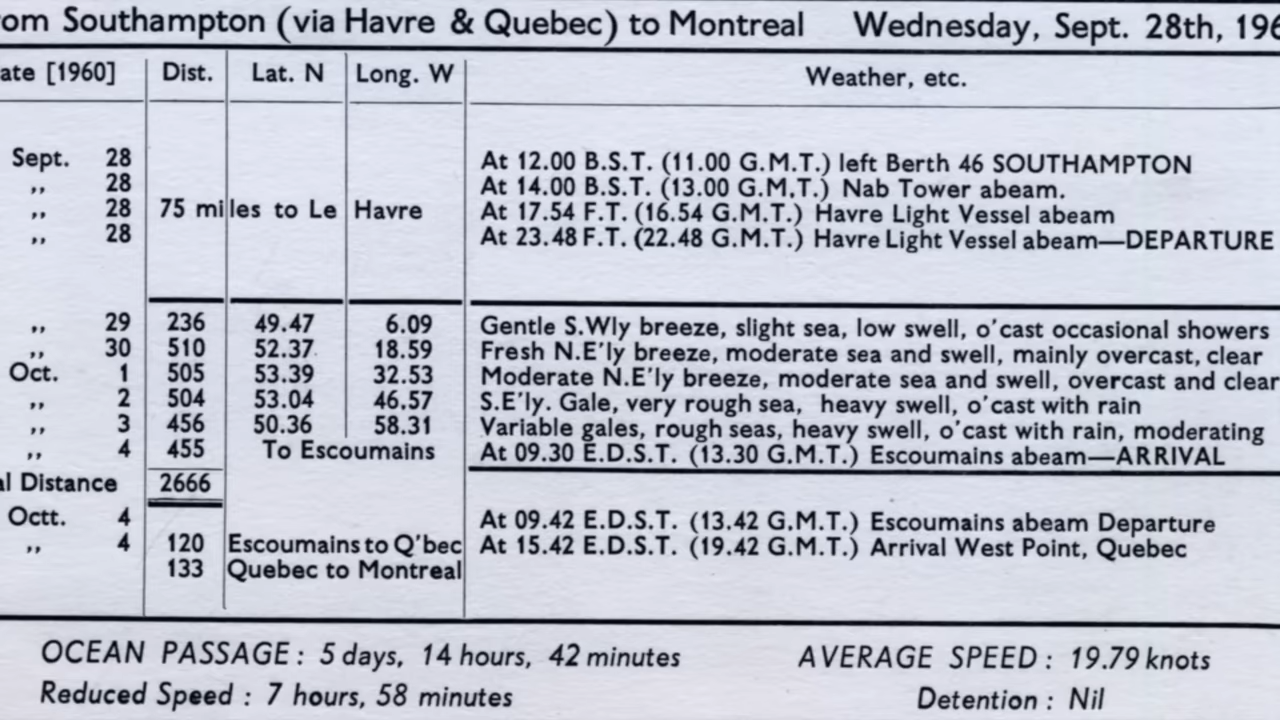 om Southampton (via Havre & Quebec) to Montreal Wednesday, Sept. 28th, 196
ate [1960] Dist. Lat. N Long. W Weather, etc.
Sept. 28 At 12.00 B.S.T. (11.00 G.M.T.) left Berth 46 SOUTHAMPTON
,, 28 At 14.00 B.S.T. (13.00 G.M.T.) Nab Tower abeam.
,, 28 75 miles to Le Havre At 17.54 F.T. (16.54 G.M.T.) Havre Light Vessel abeam
,, 28 At 23.48 F.T. (22.48 G.M.T.) Havre Light Vessel abeam—DEPARTURE
,, 29 236 49.47 6.09 Gentle S.Wly breeze, slight sea, low swell, o'cast occasional showers
,, 30 510 52.37 18.59 Fresh N.E'ly breeze, moderate sea and swell, mainly overcast, clear
Oct. 1 505 53.39 32.53 Moderate N.E'ly breeze, moderate sea and swell, overcast and clear
,, 2 504 53.04 46.57 S.E'ly. Gale, very rough sea, heavy swell, o'cast with rain
,, 3 456 50.36 58.31 Variable gales, rough seas, heavy swell, o'cast with rain, moderating
,, 4 455 To Escoumains At 09.30 E.D.S.T. (13.30 G.M.T.) Escoumains abeam—ARRIVAL
al Distance 2666
Octt. 4 At 09.42 E.D.S.T. (13.42 G.M.T.) Escoumains abeam Departure
,, 4 120 Escoumains to Q'bec At 15.42 E.D.S.T. (19.42 G.M.T.) Arrival West Point, Quebec
133 Quebec to Montreal
OCEAN PASSAGE: 5 days, 14 hours, 42 minutes AVERAGE SPEED: 19.79 knots
Reduced Speed: 7 hours, 58 minutes Detention: Nil